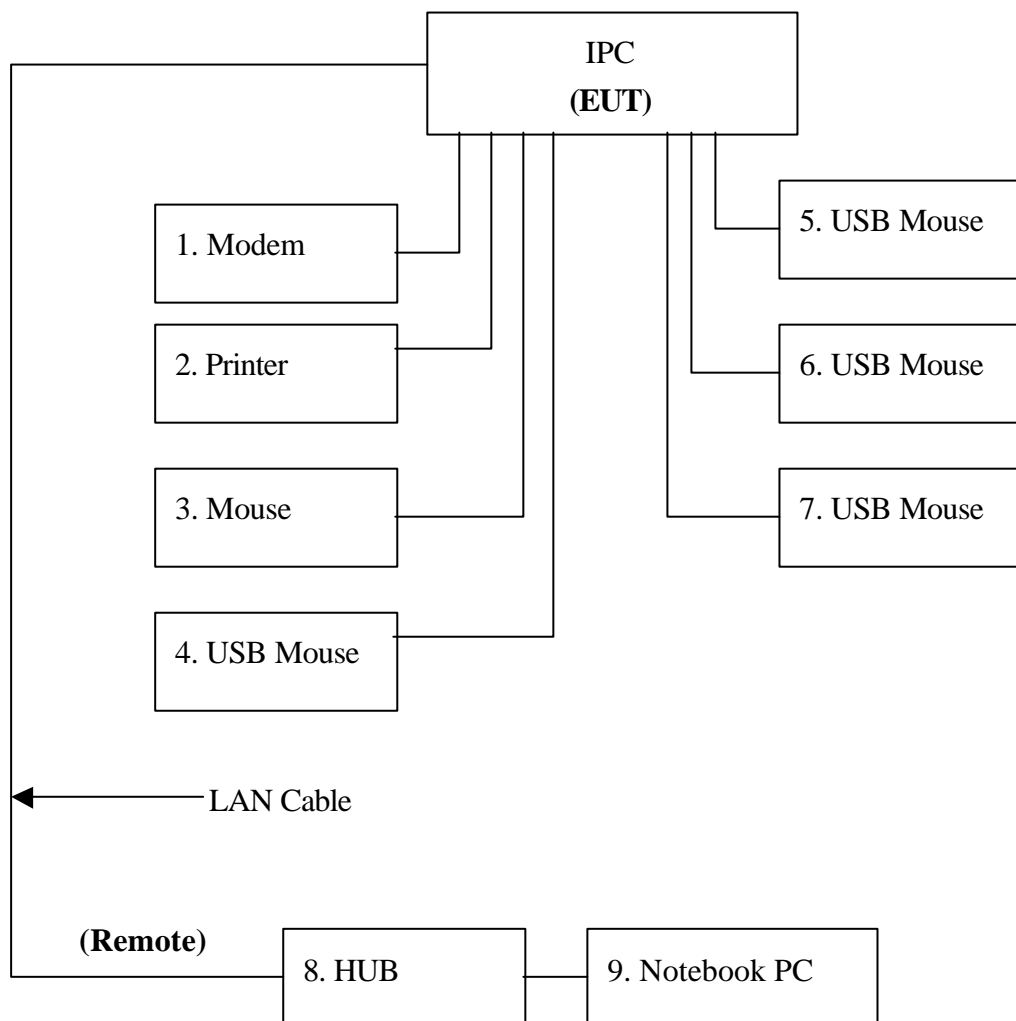 IPC
(EUT)
1. Modem
5. USB Mouse
2. Printer
6. USB Mouse
3. Mouse
7. USB Mouse
4. USB Mouse
LAN Cable
(Remote)
8. HUB
9. Notebook PC